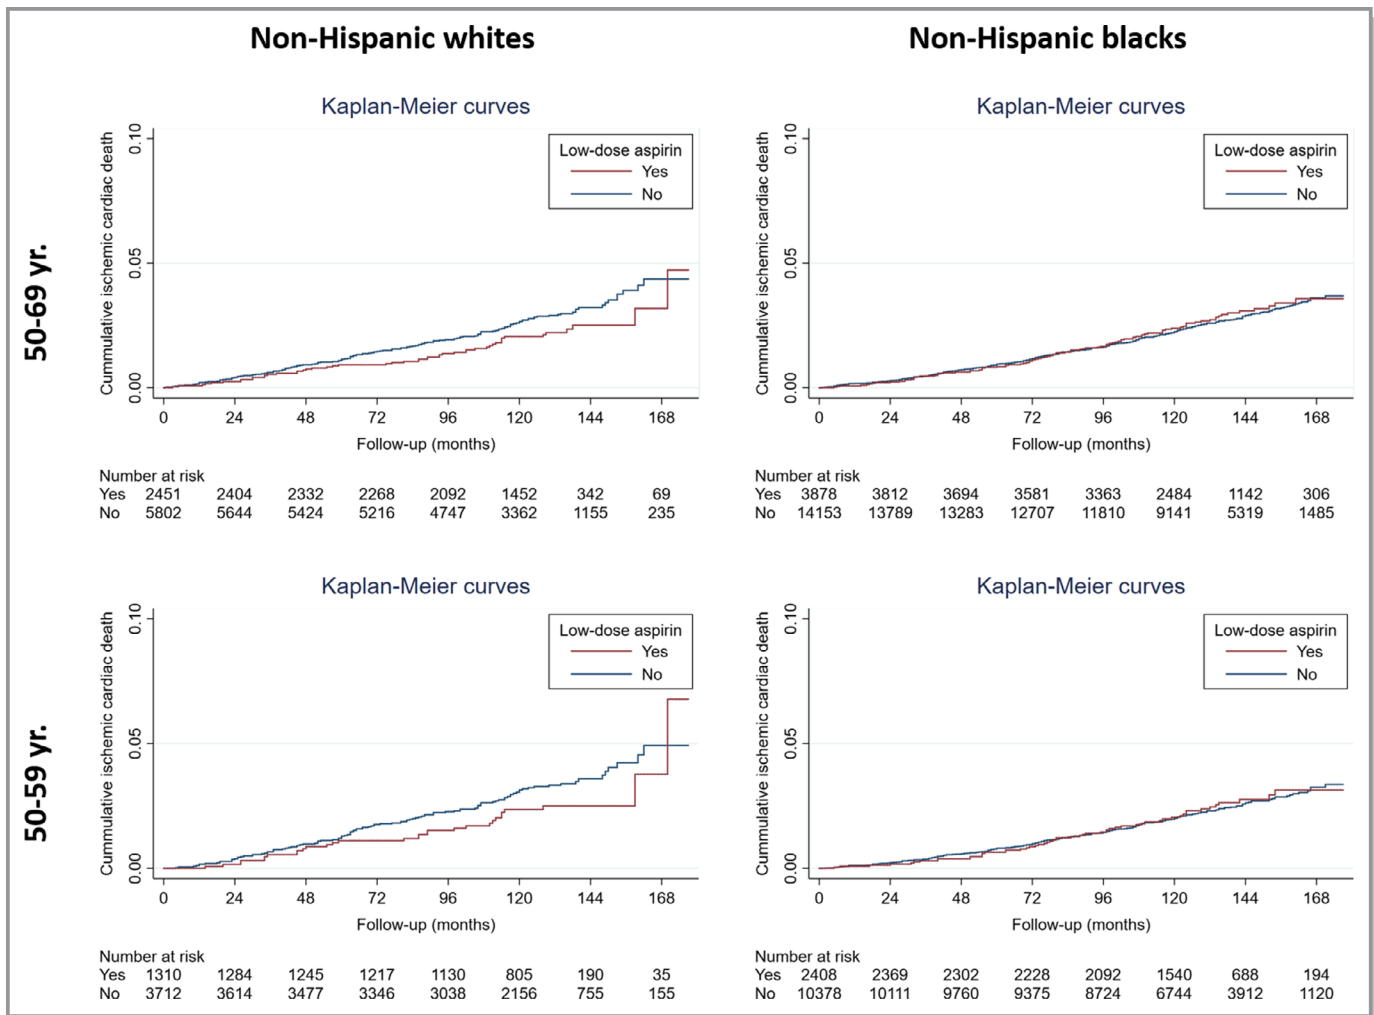 Non-Hispanic whites
Non-Hispanic blacks
50-69 yr.
Kaplan-Meier curves
Cummulative ischemic cardiac death
0.10
0.05
0.00
Low-dose aspirin
Yes
No
0 24 48 72 96 120 144 168
Follow-up (months)
Number at risk
Yes 2451 2404 2332 2268 2092 1452 342 69
No 5802 5644 5424 5216 4747 3362 1155 235
Kaplan-Meier curves
Cummulative ischemic cardiac death
0.10
0.05
0.00
Low-dose aspirin
Yes
No
0 24 48 72 96 120 144 168
Follow-up (months)
Number at risk
Yes 3878 3812 3694 3581 3363 2484 1142 306
No 14153 13789 13283 12707 11810 9141 5319 1485
50-59 yr.
Kaplan-Meier curves
Cummulative ischemic cardiac death
0.10
0.05
0.00
Low-dose aspirin
Yes
No
0 24 48 72 96 120 144 168
Follow-up (months)
Number at risk
Yes 1310 1284 1245 1217 1130 805 190 35
No 3712 3614 3477 3346 3038 2156 755 155
Kaplan-Meier curves
Cummulative ischemic cardiac death
0.10
0.05
0.00
Low-dose aspirin
Yes
No
0 24 48 72 96 120 144 168
Follow-up (months)
Number at risk
Yes 2408 2369 2302 2228 2092 1540 688 194
No 10378 10111 9760 9375 8724 6744 3912 1120